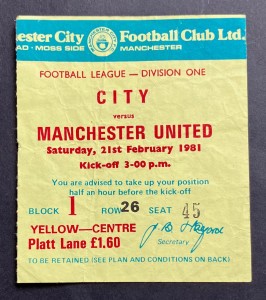 ester City Football Club Ltd.
AD - MOSS SIDE MANCHESTER
FOOTBALL LEAGUE — DIVISION ONE
CITY
versus
MANCHESTER UNITED
Saturday, 21st February 1981
Kick-off 3-00 p.m.
You are advised to take up your position
half an hour before the kick-off
BLOCK 1 ROW 26 SEAT 45
YELLOW—CENTRE
Platt Lane £1.60
Secretary
TO BE RETAINED (SEE PLAN AND CONDITIONS ON BACK)